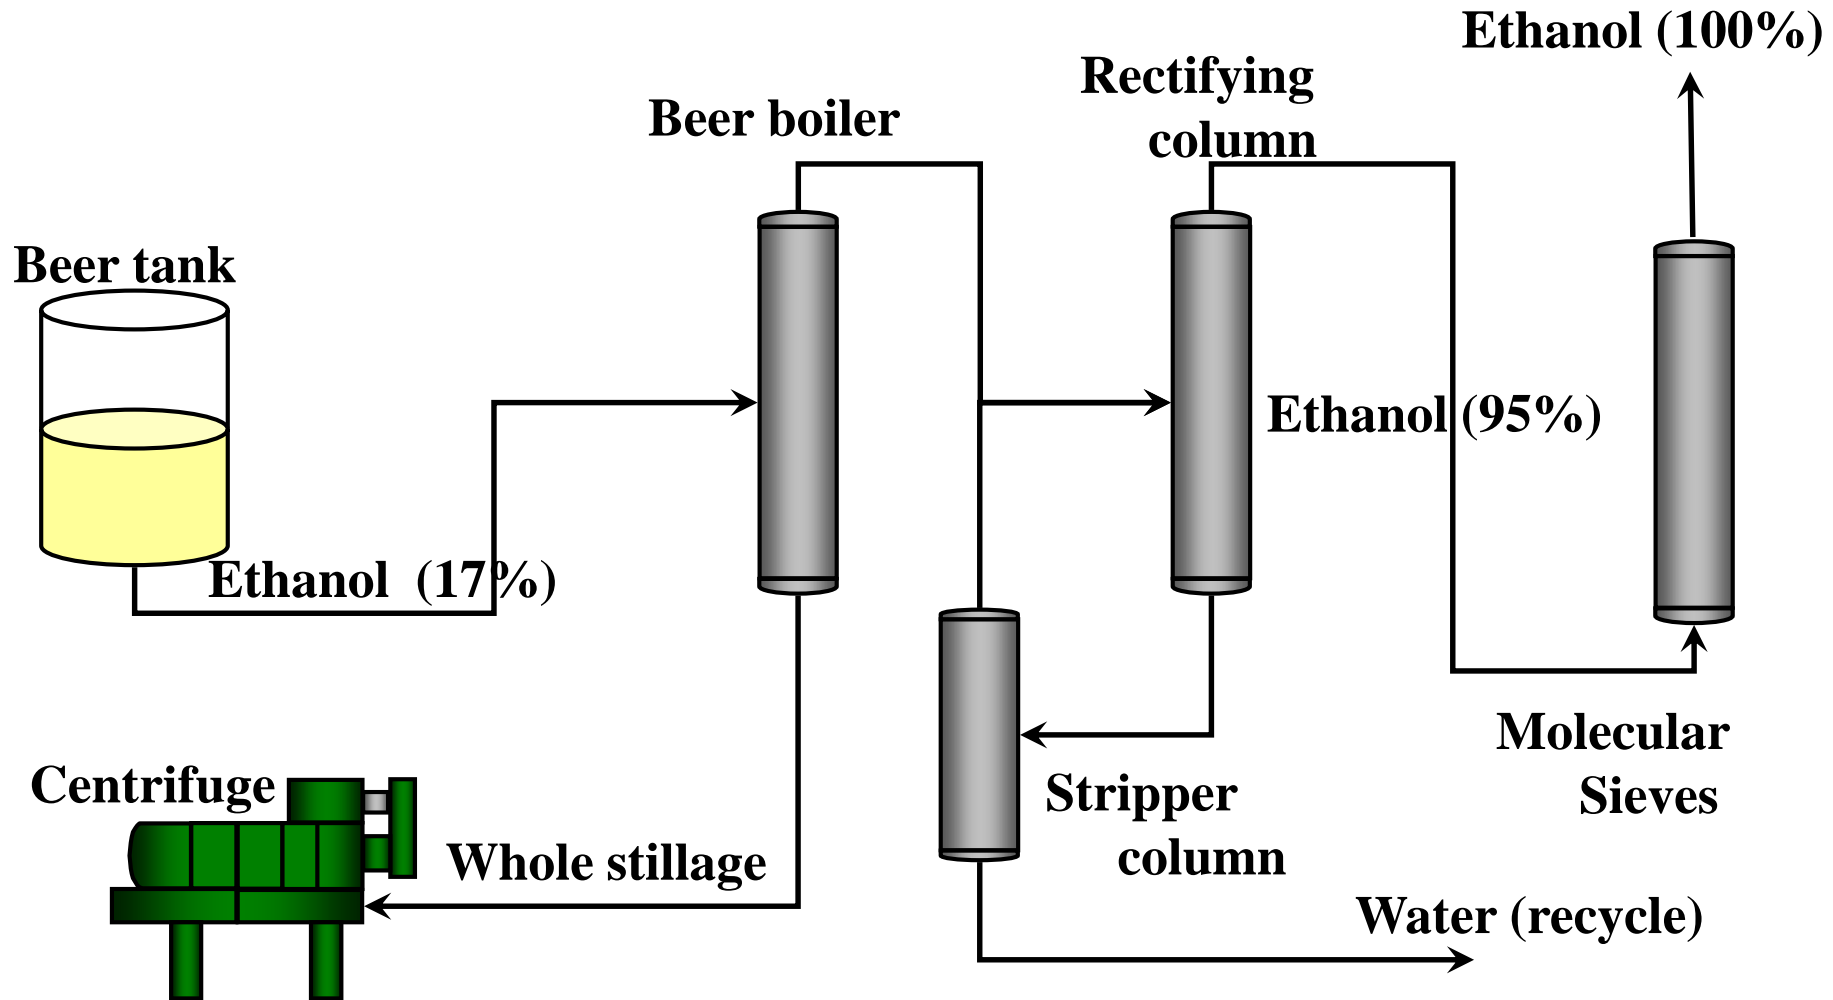 Ethanol (100%)
Rectifying
column
Beer boiler
Beer tank
Ethanol (95%)
Ethanol (17%)
Molecular
Sieves
Centrifuge
Stripper
column
Whole stillage
Water (recycle)